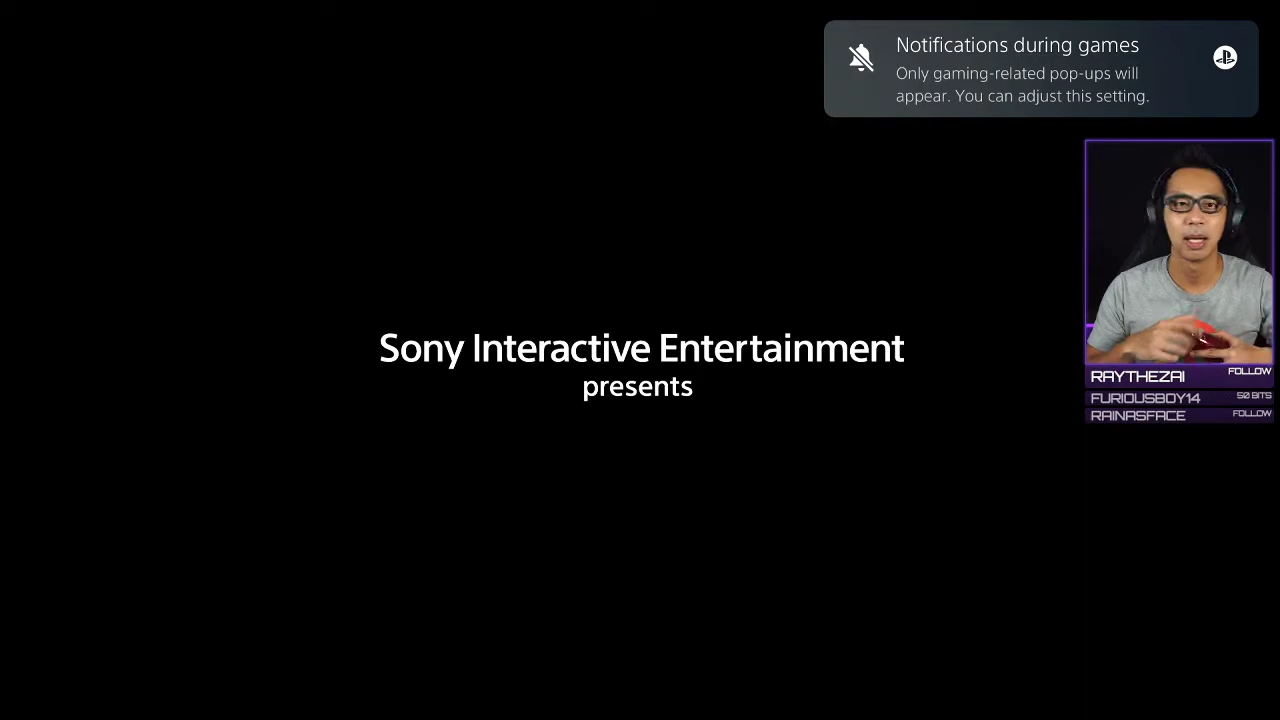 Notifications during games
Only gaming-related pop-ups will
appear. You can adjust this setting.
Sony Interactive Entertainment
presents
RAYTHEZAI FOLLOW
FURIOUSBOY14 50 BITS
RAINASFACE FOLLOW